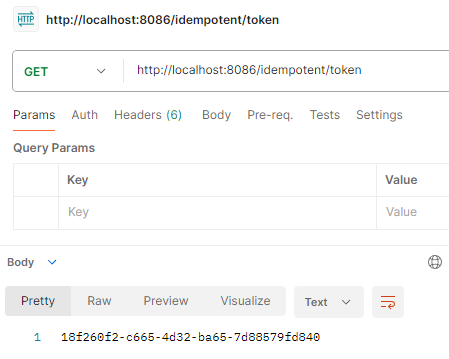 HTTP http://localhost:8086/idempotent/token
GET http://localhost:8086/idempotent/token
Params Auth Headers (6) Body Pre-req. Tests Settings
Query Params
Key Value
Key Value
Body
Pretty Raw Preview Visualize Text
1 18f260f2-c665-4d32-ba65-7d88579fd840